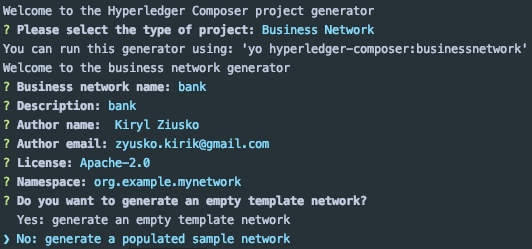 Welcome to the Hyperledger Composer project generator
? Please select the type of project: Business Network
You can run this generator using: 'yo hyperledger-composer:businessnetwork'
Welcome to the business network generator
? Business network name: bank
? Description: bank
? Author name:  Kiryl Ziusko
? Author email: zyusko.kirik@gmail.com
? License: Apache-2.0
? Namespace: org.example.mynetwork
? Do you want to generate an empty template network?
  Yes: generate an empty template network
❯ No: generate a populated sample network